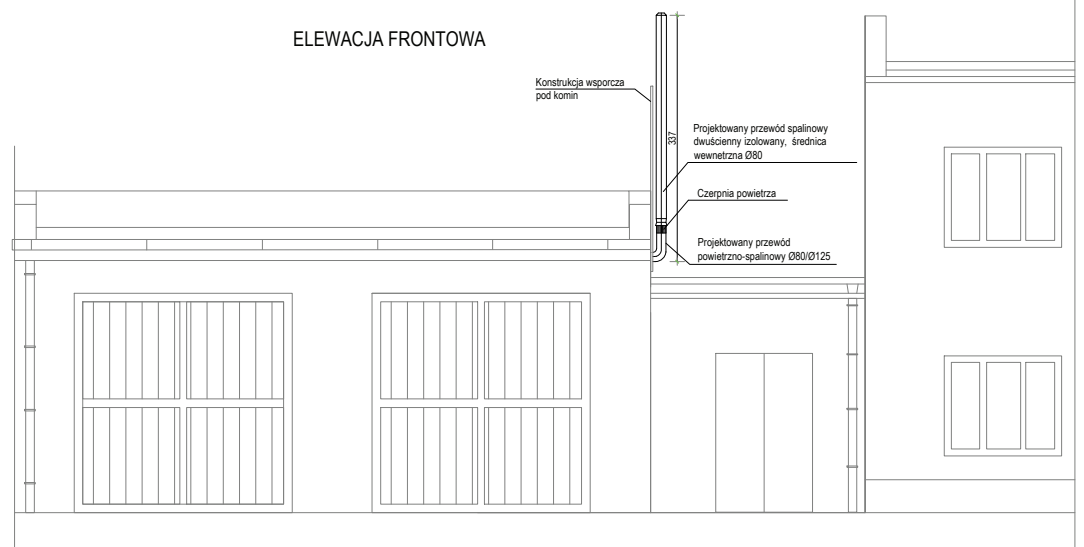 ELEWACJA FRONTOWA
Konstrukcja wsporcza
pod komin
337
Projektowany przewód spalinowy
dwuścienny izolowany, średnica
wewnetrzna Ø80
Czerpnia powietrza
Projektowany przewód
powietrzno-spalinowy Ø80/Ø125